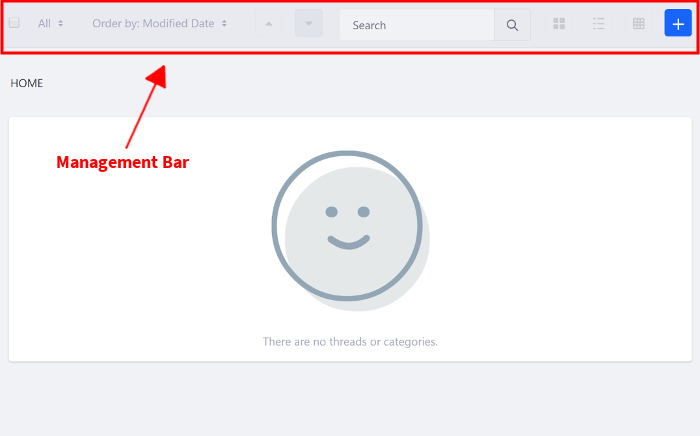 All Order by: Modified Date Search
HOME
Management Bar
There are no threads or categories.